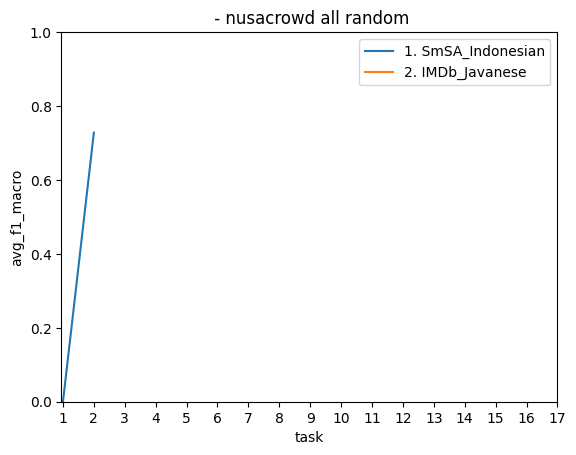 - nusacrowd all random
1.0
0.8
0.6
0.4
0.2
0.0
avg_f1_macro
1. SmSA_Indonesian
2. IMDb_Javanese
1 2 3 4 5 6 7 8 9 10 11 12 13 14 15 16 17
task